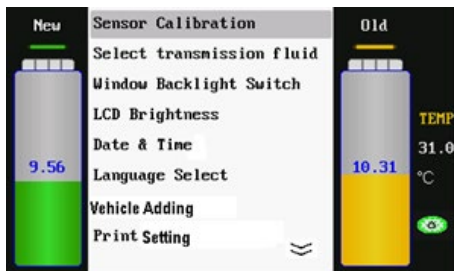 New
9.56
Sensor Calibration
Select transmission fluid
Window Backlight Switch
LCD Brightness
Date & Time
Language Select
Vehicle Adding
Print Setting
Old
10.31
TEMP
31.0
°C